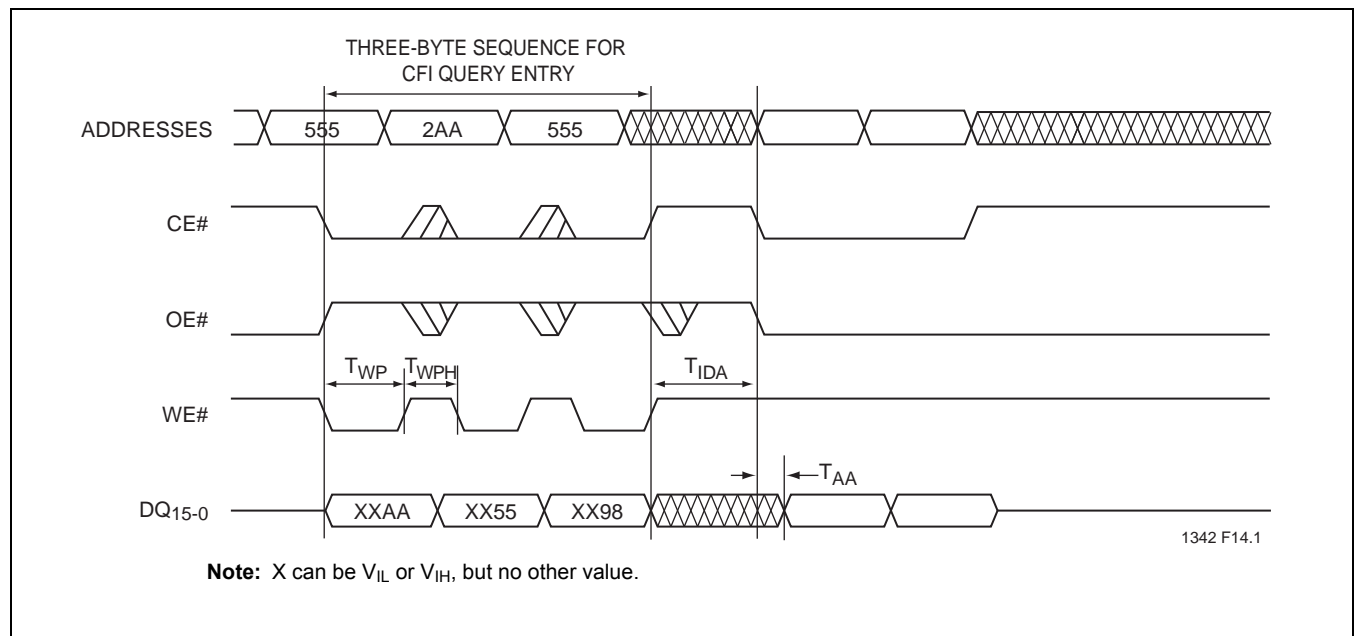 THREE-BYTE SEQUENCE FOR
CFI QUERY ENTRY
ADDRESSES
555
2AA
555
CE#
OE#
TWP
TWPH
TIDA
WE#
TAA
DQ15-0
XXAA
XX55
XX98
1342 F14.1
Note: X can be VIL or VIH, but no other value.